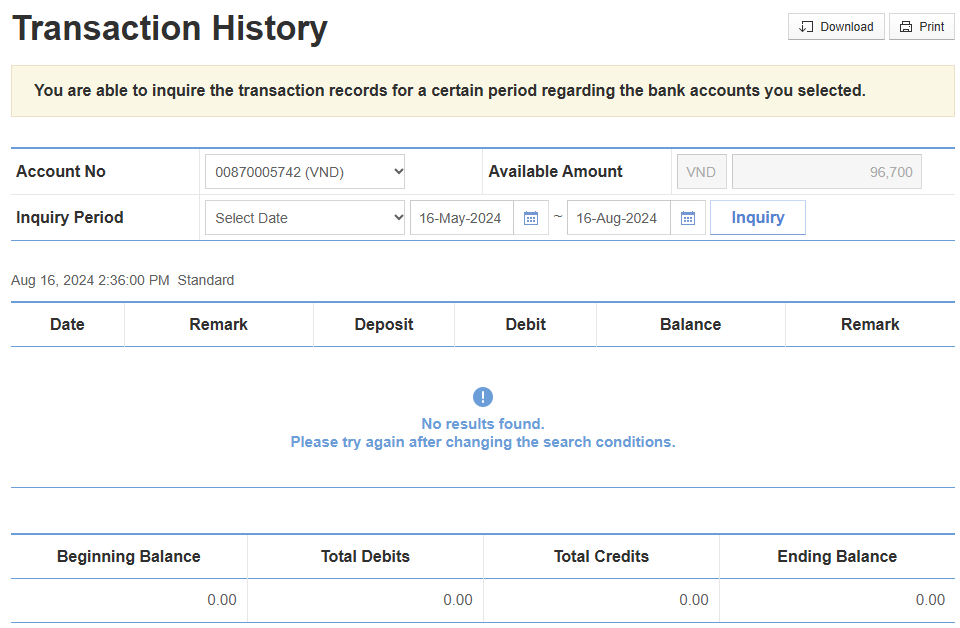 Transaction History
Download
Print
You are able to inquire the transaction records for a certain period regarding the bank accounts you selected.
Account No 00870005742 (VND) Available Amount VND 96,700
Inquiry Period Select Date 16-May-2024 ~ 16-Aug-2024 Inquiry
Aug 16, 2024 2:36:00 PM Standard
Date Remark Deposit Debit Balance Remark
No results found.
Please try again after changing the search conditions.
Beginning Balance Total Debits Total Credits Ending Balance
0.00 0.00 0.00 0.00